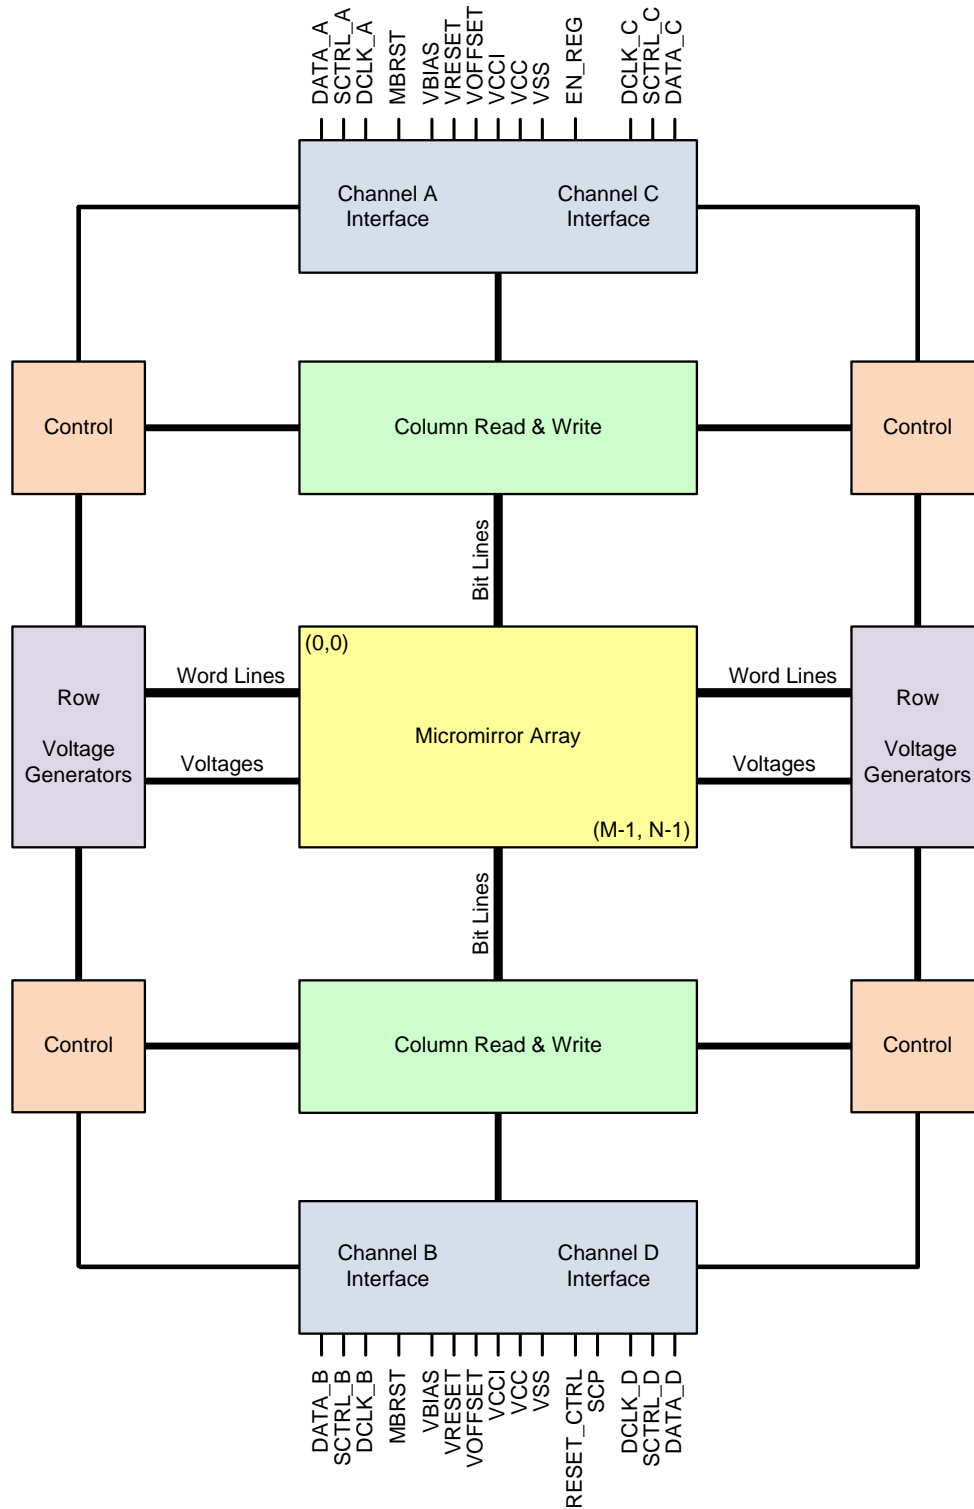 DATA_A
SCTRL_A
DCLK_A
MBRST
VBIAS
VRESET
VOFFSET
VCCI
VCC
VSS
EN_REG
DCLK_C
SCTRL_C
DATA_C
Channel A
Interface
Channel C
Interface
Control
Column Read & Write
Control
Bit Lines
(0,0)
Word Lines
Word Lines
Row
Voltage
Generators
Micromirror Array
Row
Voltage
Generators
Voltages
Voltages
(M-1, N-1)
Bit Lines
Control
Column Read & Write
Control
Channel B
Interface
Channel D
Interface
DATA_B
SCTRL_B
DCLK_B
MBRST
VBIAS
VRESET
VOFFSET
VCCI
VCC
VSS
RESET_CTRL
SCP
DCLK_D
SCTRL_D
DATA_D